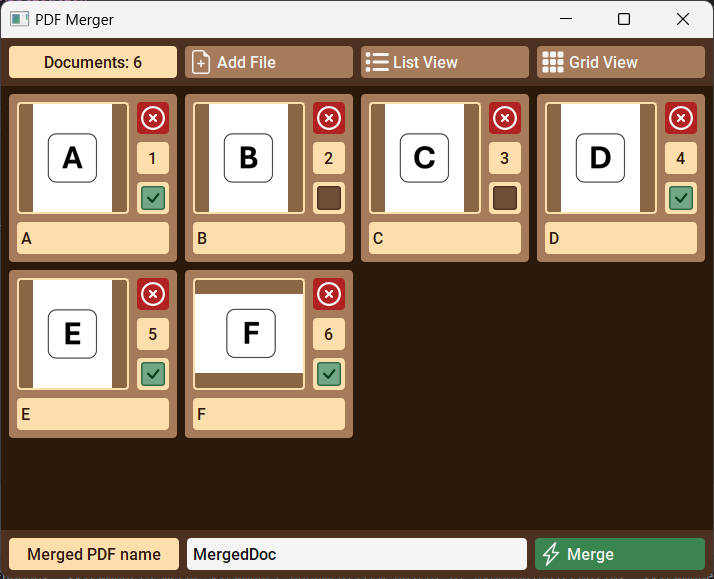 PDF Merger
Documents: 6 Add File List View Grid View
A 1
B 2
C 3
D 4
A B C D
E 5
F 6
E F
Merged PDF name MergedDoc Merge